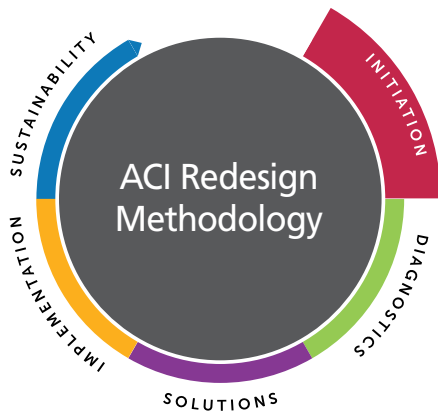 ACI Redesign
Methodology
INITIATION
DIAGNOSTICS
SOLUTIONS
IMPLEMENTATION
SUSTAINABILITY